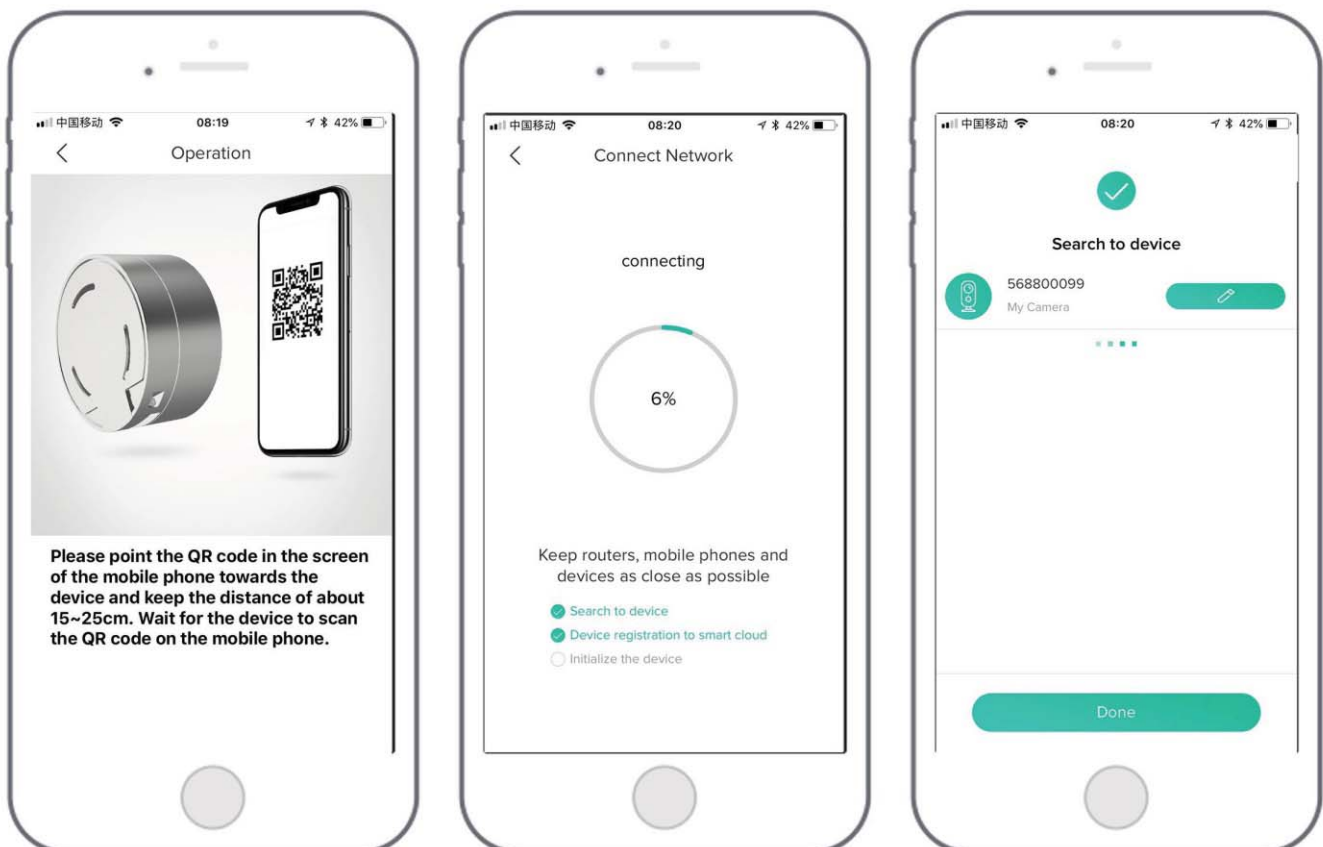 中国移动 08:19 42%
Operation
Please point the QR code in the screen
of the mobile phone towards the
device and keep the distance of about
15~25cm. Wait for the device to scan
the QR code on the mobile phone.
中国移动 08:20 42%
Connect Network
connecting
6%
Keep routers, mobile phones and
devices as close as possible
Search to device
Device registration to smart cloud
Initialize the device
中国移动 08:20 42%
Search to device
568800099
My Camera
Done